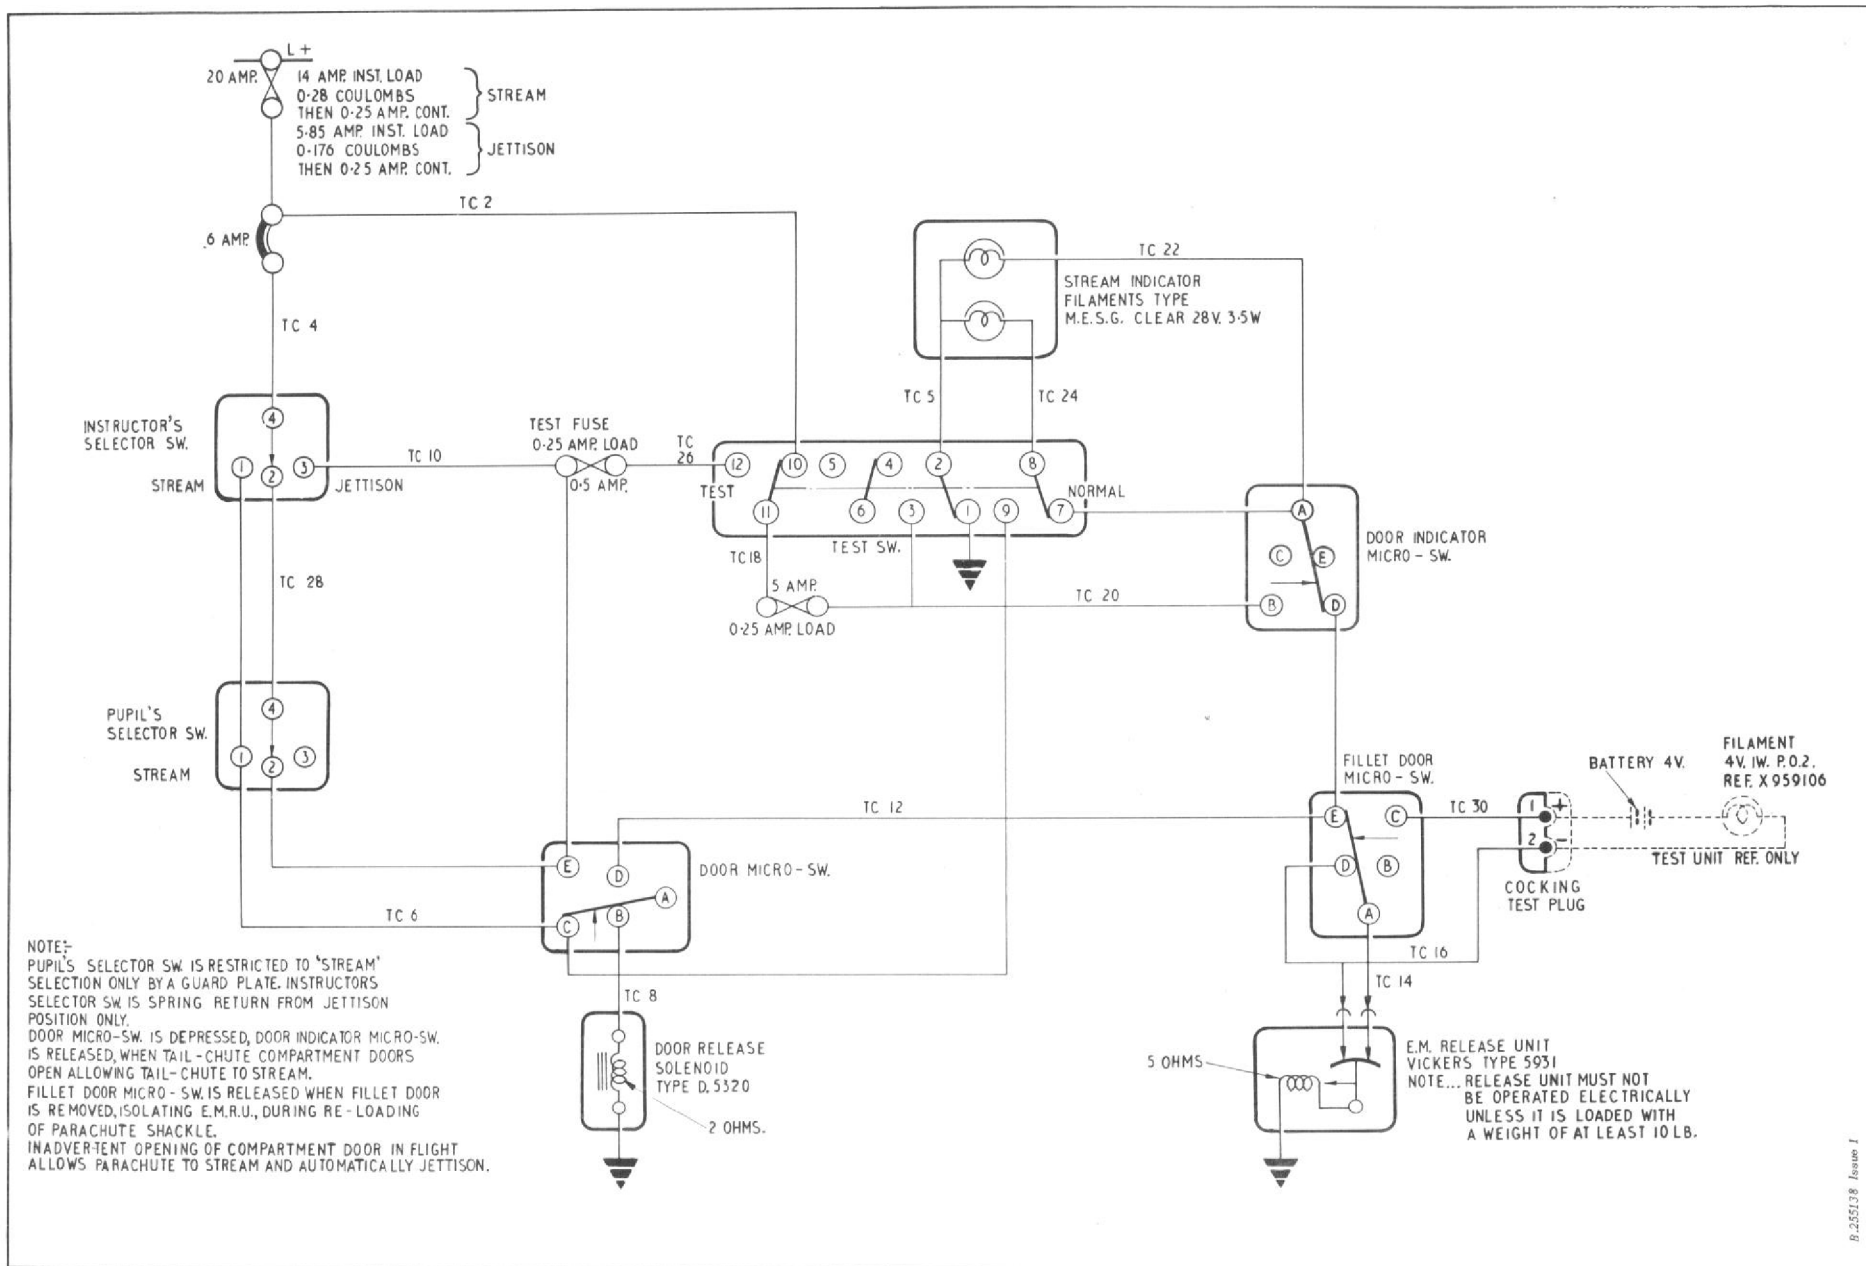 L +
20 AMP.
14 AMP. INST. LOAD
0·28 COULOMBS
THEN 0·25 AMP. CONT.
STREAM
5·85 AMP. INST. LOAD
0·176 COULOMBS
THEN 0·25 AMP. CONT.
JETTISON
TC 2
6 AMP.
TC 4
TC 22
STREAM INDICATOR
FILAMENTS TYPE
M.E.S.G. CLEAR 28V. 3·5W
TC 5
TC 24
INSTRUCTOR'S
SELECTOR SW.
4
1
2
3
STREAM
JETTISON
TC 10
TEST FUSE
0·25 AMP. LOAD
0·5 AMP.
TC
26
12
10
5
4
2
8
TEST
NORMAL
11
6
3
1
9
7
TEST SW.
TC18
5 AMP.
0·25 AMP. LOAD
TC 20
A
C
E
B
D
DOOR INDICATOR
MICRO - SW.
TC 28
PUPIL'S
SELECTOR SW.
STREAM
4
1
2
3
FILLET DOOR
MICRO - SW.
E
C
D
B
A
TC 30
1 +
2 -
COCKING
TEST PLUG
BATTERY 4V.
FILAMENT
4V. 1W. P.O.2.
REF. X 959106
TEST UNIT REF. ONLY
TC 12
E
D
A
C
B
DOOR MICRO - SW.
TC 6
TC 16
TC 14
TC 8
DOOR RELEASE
SOLENOID
TYPE D. 5320
2 OHMS.
5 OHMS
E.M. RELEASE UNIT
VICKERS TYPE 5931
NOTE... RELEASE UNIT MUST NOT
BE OPERATED ELECTRICALLY
UNLESS IT IS LOADED WITH
A WEIGHT OF AT LEAST 10 LB.
NOTE:-
PUPIL'S SELECTOR SW. IS RESTRICTED TO 'STREAM'
SELECTION ONLY BY A GUARD PLATE. INSTRUCTORS
SELECTOR SW. IS SPRING RETURN FROM JETTISON
POSITION ONLY.
DOOR MICRO-SW. IS DEPRESSED, DOOR INDICATOR MICRO-SW.
IS RELEASED, WHEN TAIL-CHUTE COMPARTMENT DOORS
OPEN ALLOWING TAIL-CHUTE TO STREAM.
FILLET DOOR MICRO - SW. IS RELEASED WHEN FILLET DOOR
IS REMOVED, ISOLATING E.M.R.U., DURING RE-LOADING
OF PARACHUTE SHACKLE.
INADVERTENT OPENING OF COMPARTMENT DOOR IN FLIGHT
ALLOWS PARACHUTE TO STREAM AND AUTOMATICALLY JETTISON.
B.255138 Issue 1